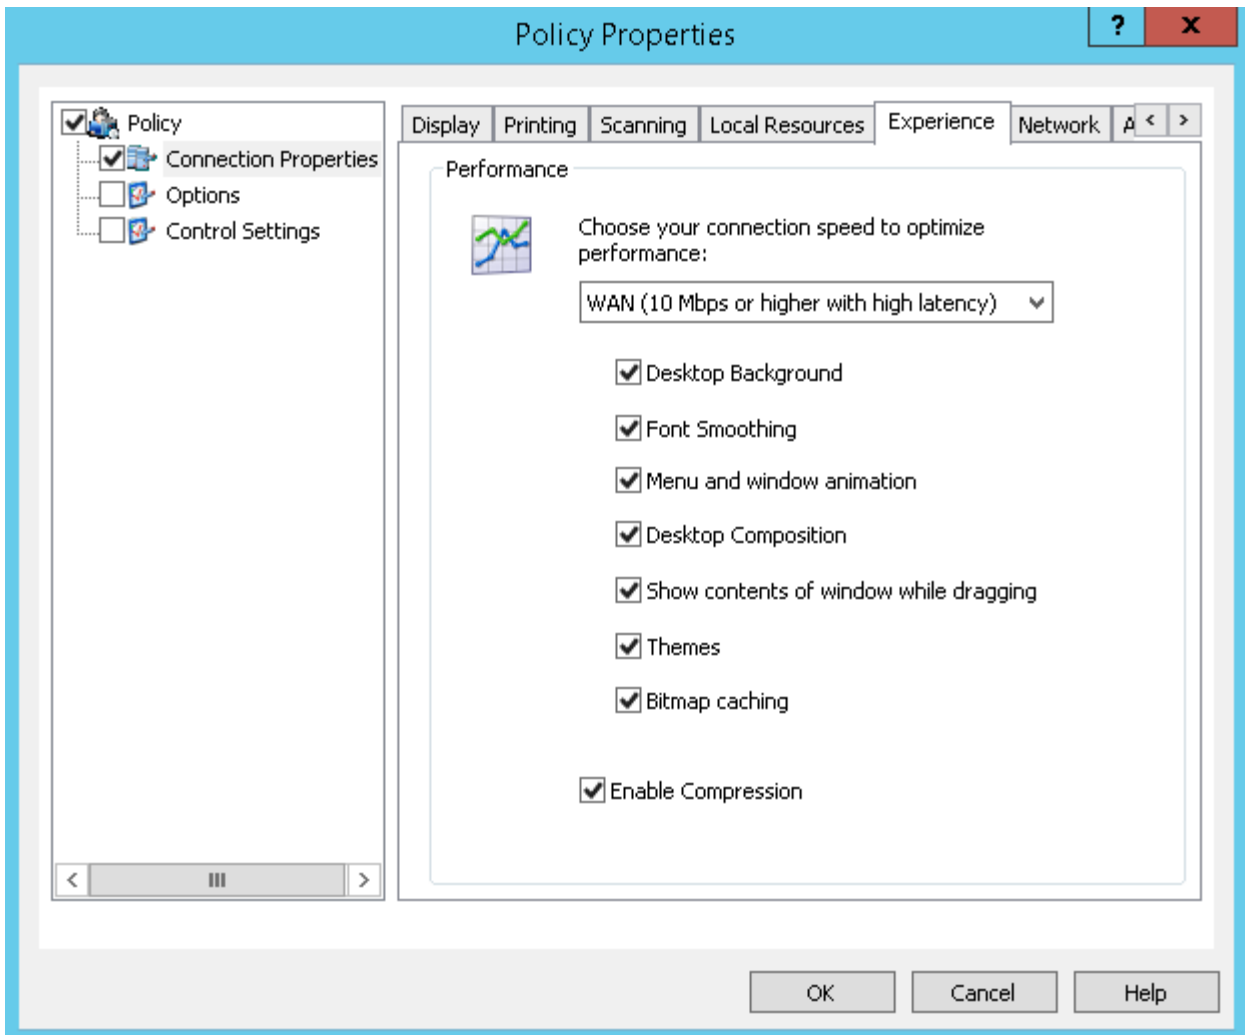 Policy Properties
?
x
Policy
Connection Properties
Options
Control Settings
Display
Printing
Scanning
Local Resources
Experience
Network
Performance
Choose your connection speed to optimize
performance:
WAN (10 Mbps or higher with high latency)
Desktop Background
Font Smoothing
Menu and window animation
Desktop Composition
Show contents of window while dragging
Themes
Bitmap caching
Enable Compression
OK
Cancel
Help